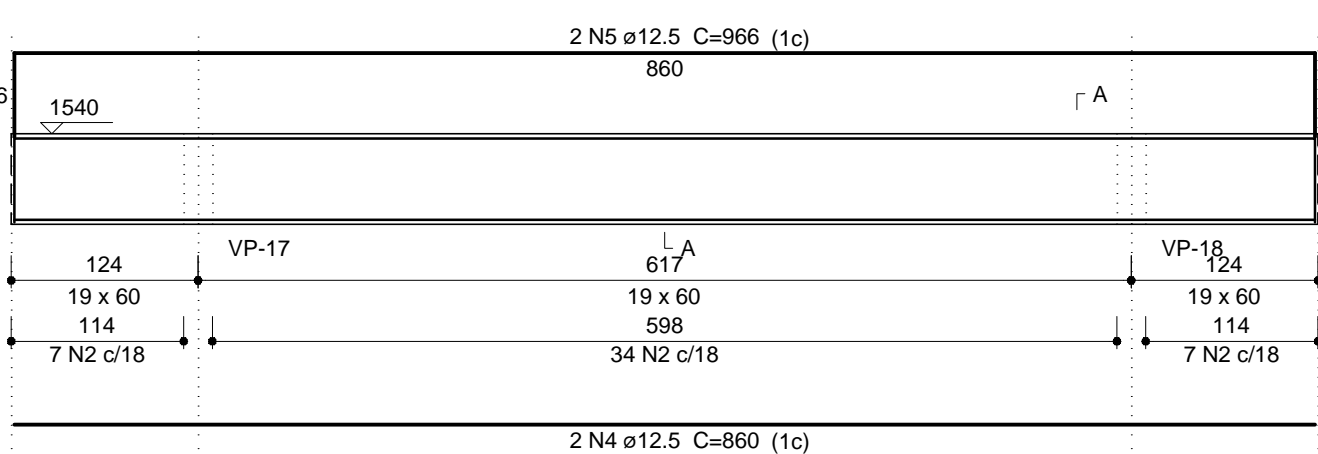 2 N5 ø12.5 C=966 (1c)
860
A
6
1540
VP-17
A
VP-18
124
617
124
19 x 60
19 x 60
19 x 60
114
598
114
7 N2 c/18
34 N2 c/18
7 N2 c/18
2 N4 ø12.5 C=860 (1c)